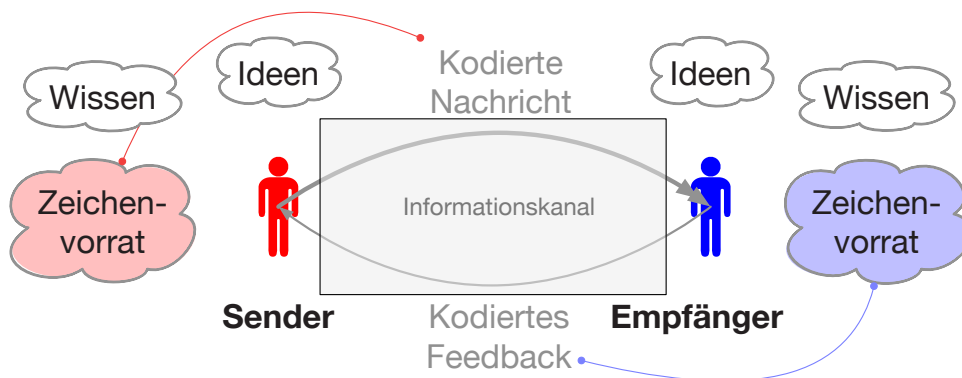 Wissen
Ideen
Kodierte
Nachricht
Ideen
Wissen
Zeichen-
vorrat
Informationskanal
Zeichen-
vorrat
Sender
Kodiertes
Feedback
Empfänger